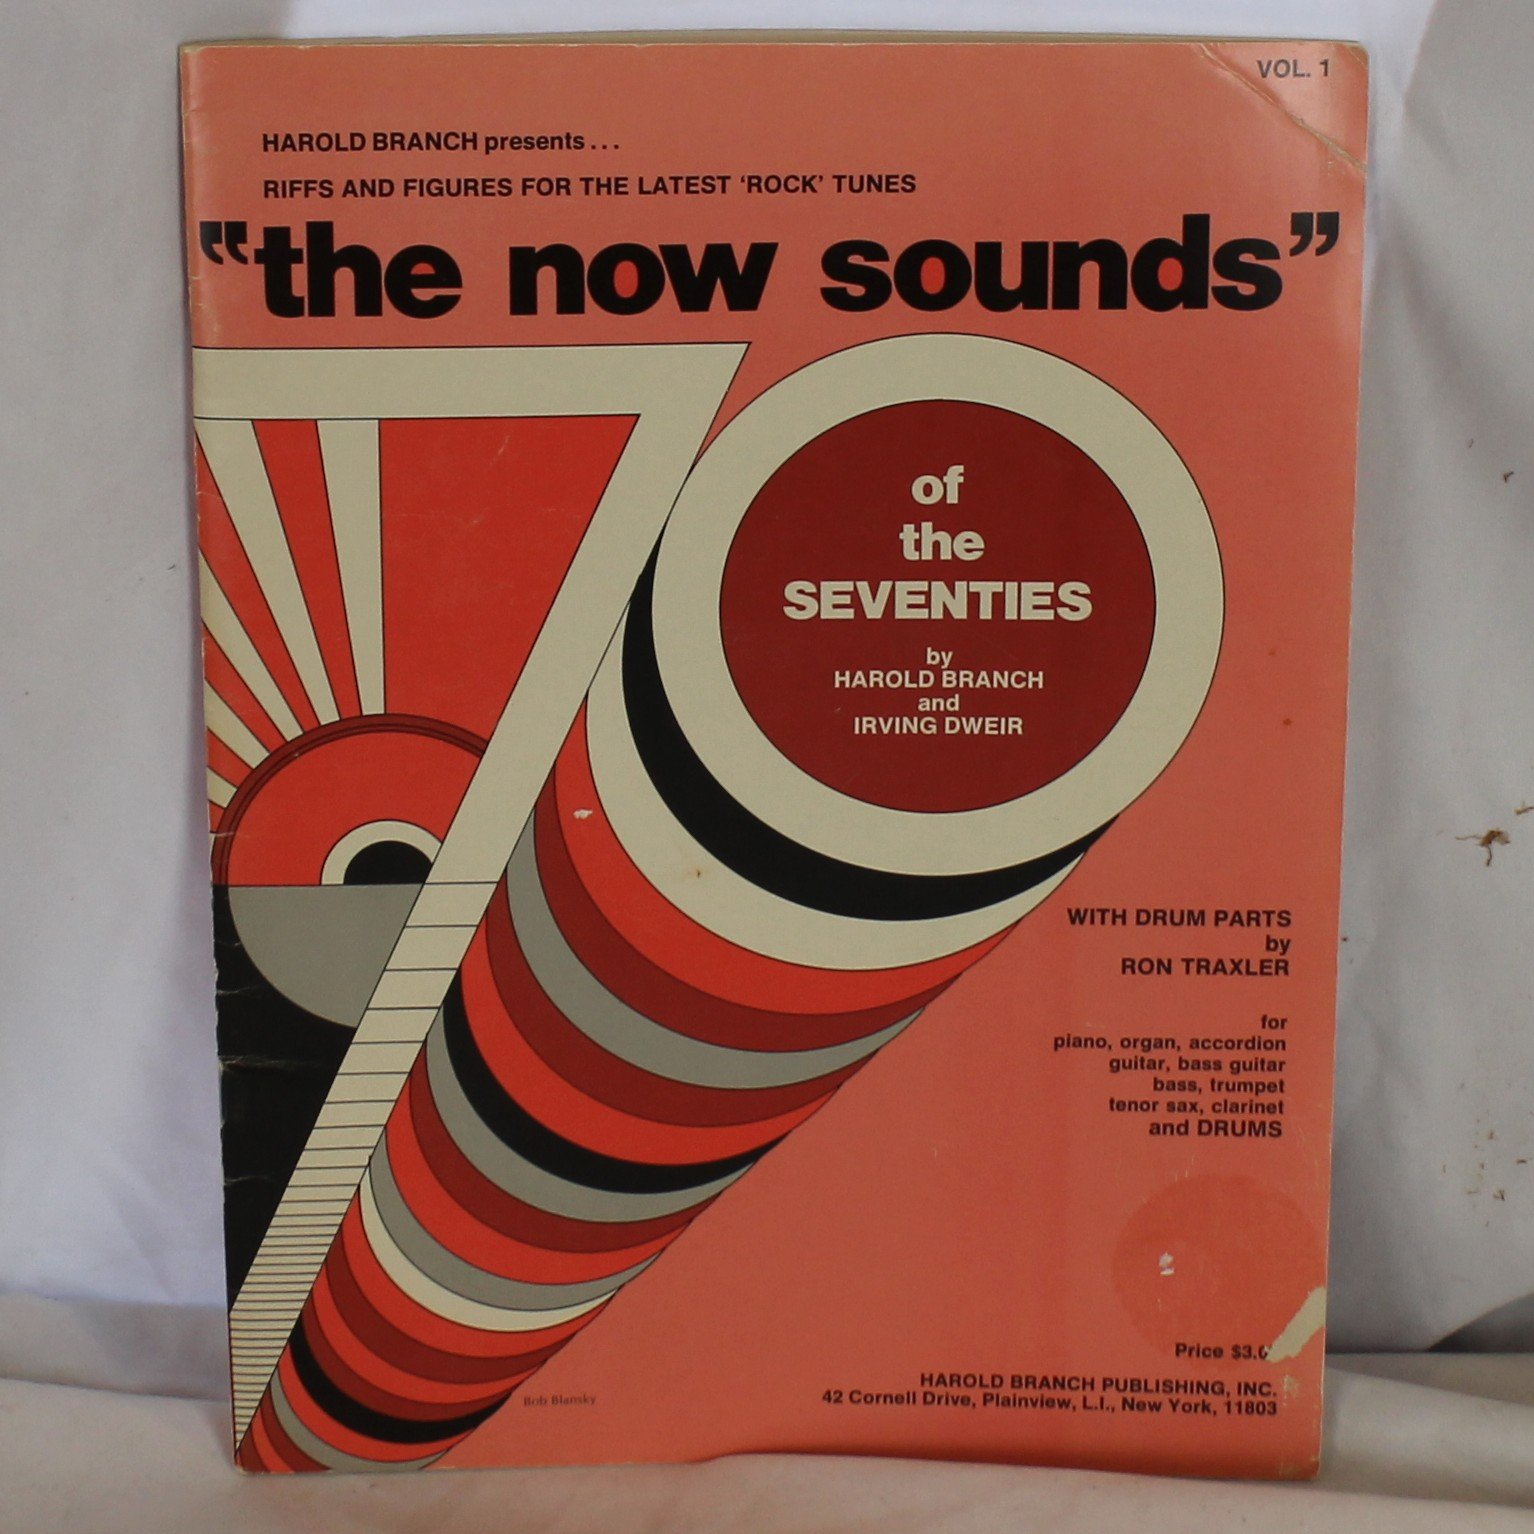 VOL. 1
HAROLD BRANCH presents...
RIFFS AND FIGURES FOR THE LATEST ‘ROCK’ TUNES
“the now sounds”
70
of
the
SEVENTIES
by
HAROLD BRANCH
and
IRVING DWEIR
WITH DRUM PARTS
by
RON TRAXLER
for
piano, organ, accordion
guitar, bass guitar
bass, trumpet
tenor sax, clarinet
and DRUMS
Price
HAROLD BRANCH PUBLISHING, INC.
42 Cornell Drive, Plainview, L.I., New York, 11803
Bob Blansky